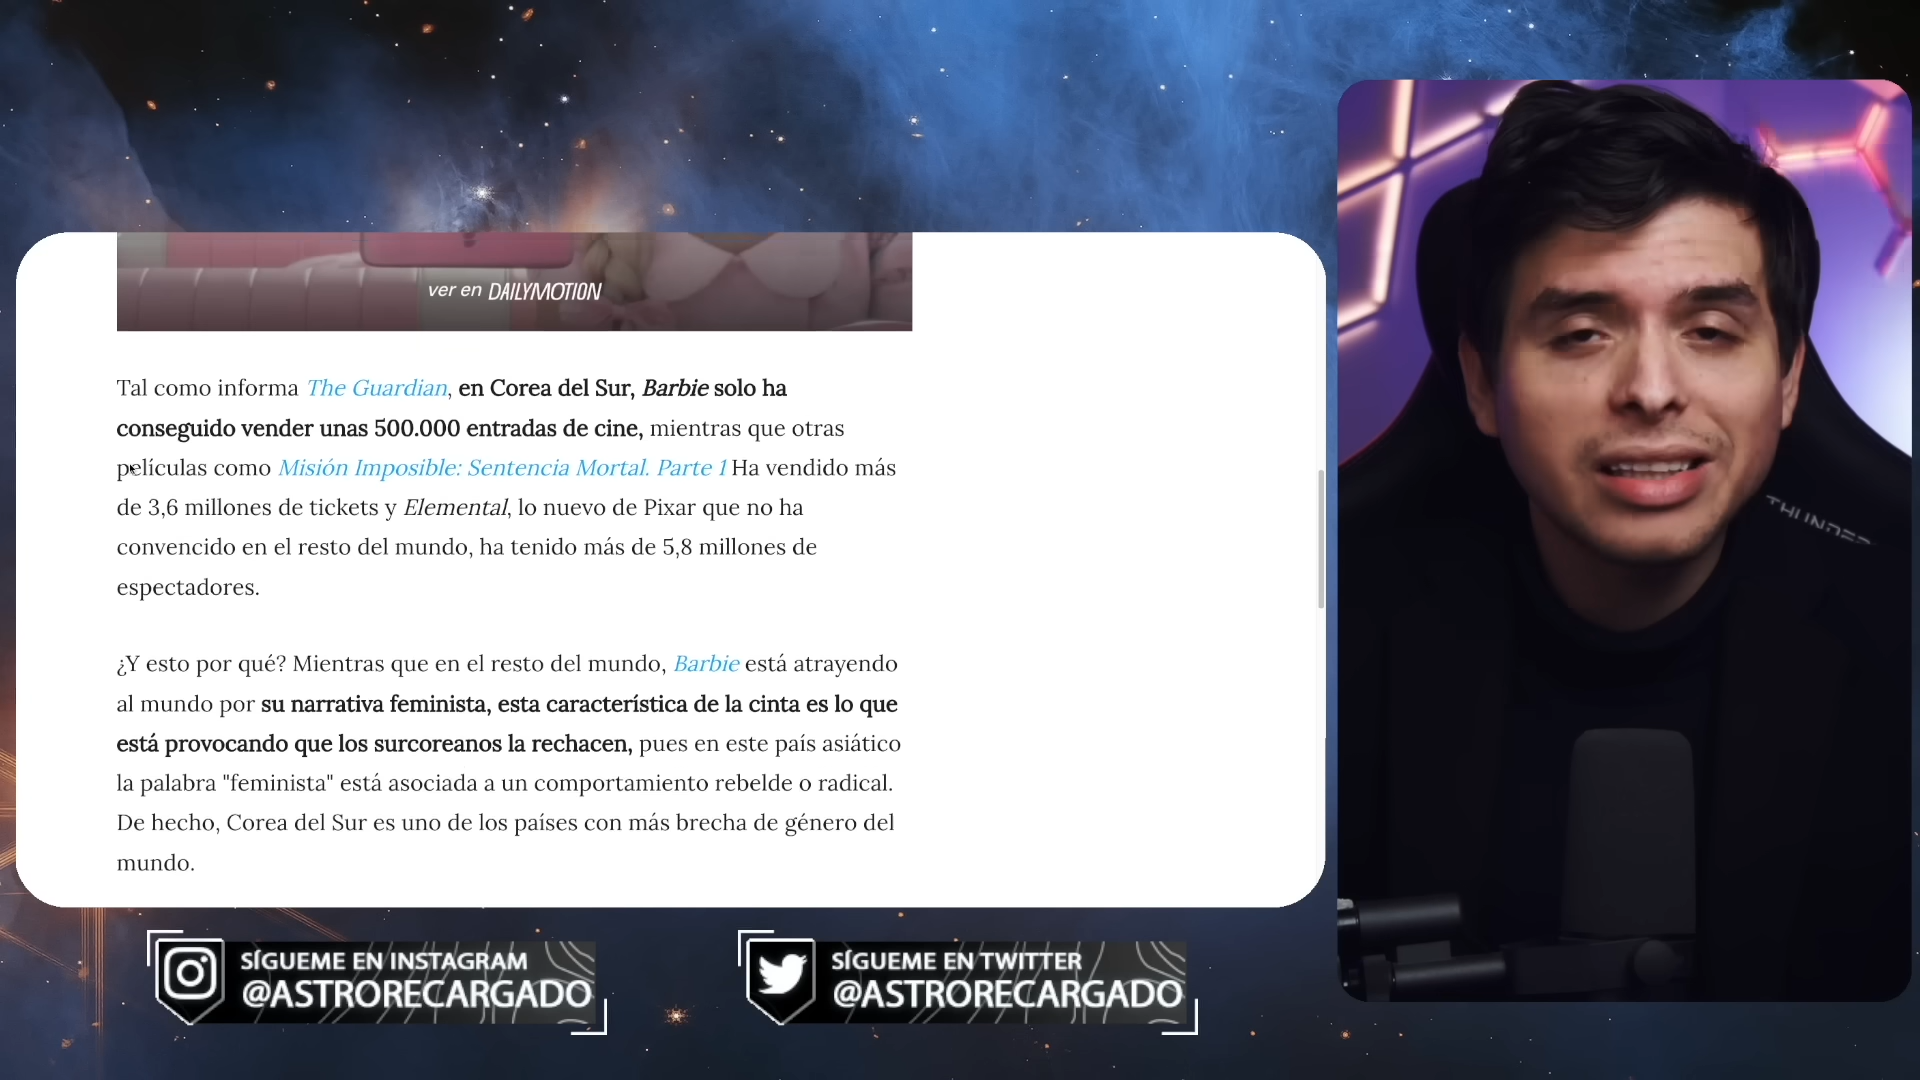 ver en DAILYMOTION
Tal como informa The Guardian, en Corea del Sur, Barbie solo ha
conseguido vender unas 500.000 entradas de cine, mientras que otras
películas como Misión Imposible: Sentencia Mortal. Parte 1 Ha vendido más
de 3,6 millones de tickets y Elemental, lo nuevo de Pixar que no ha
convencido en el resto del mundo, ha tenido más de 5,8 millones de
espectadores.
¿Y esto por qué? Mientras que en el resto del mundo, Barbie está atrayendo
al mundo por su narrativa feminista, esta característica de la cinta es lo que
está provocando que los surcoreanos la rechacen, pues en este país asiático
la palabra "feminista" está asociada a un comportamiento rebelde o radical.
De hecho, Corea del Sur es uno de los países con más brecha de género del
mundo.
THUNDER
SÍGUEME EN INSTAGRAM
@ASTRORECARGADO
SÍGUEME EN TWITTER
@ASTRORECARGADO